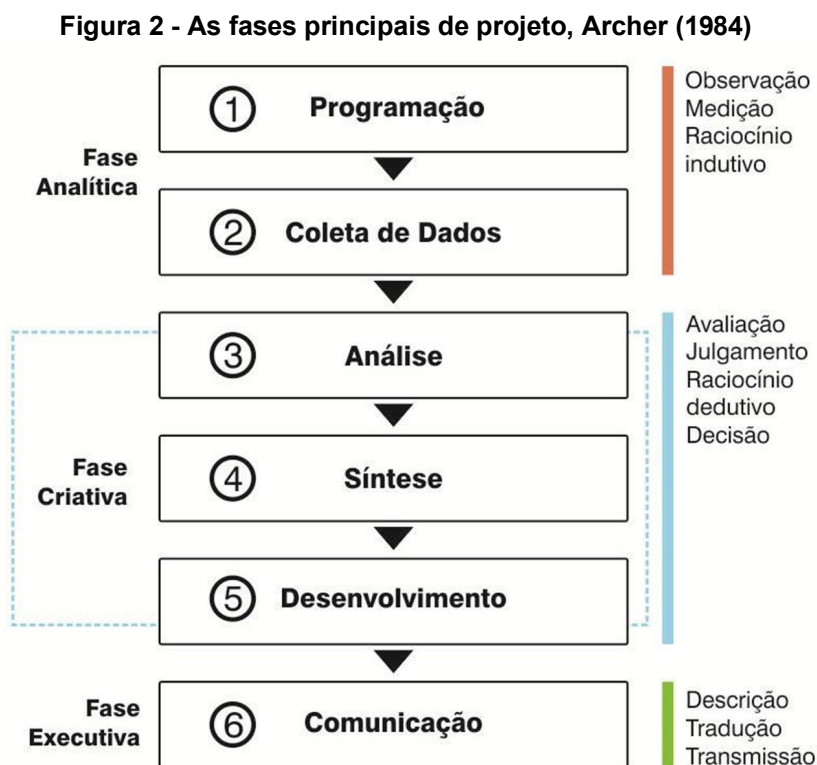 Figura 2 - As fases principais de projeto, Archer (1984)
Fase
Analítica
1 Programação
Observação
Medição
Raciocínio
indutivo
2 Coleta de Dados
Fase
Criativa
3 Análise
Avaliação
Julgamento
Raciocínio
dedutivo
Decisão
4 Síntese
5 Desenvolvimento
Fase
Executiva
6 Comunicação
Descrição
Tradução
Transmissão